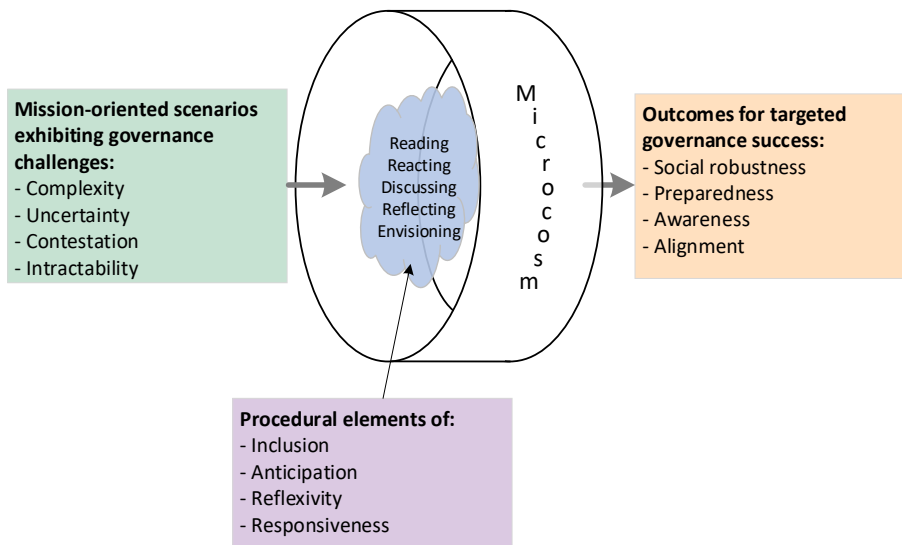 Mission-oriented scenarios
exhibiting governance
challenges:
- Complexity
- Uncertainty
- Contestation
- Intractability
Reading
Reacting
Discussing
Reflecting
Envisioning
Microcosm
Outcomes for targeted
governance success:
- Social robustness
- Preparedness
- Awareness
- Alignment
Procedural elements of:
- Inclusion
- Anticipation
- Reflexivity
- Responsiveness